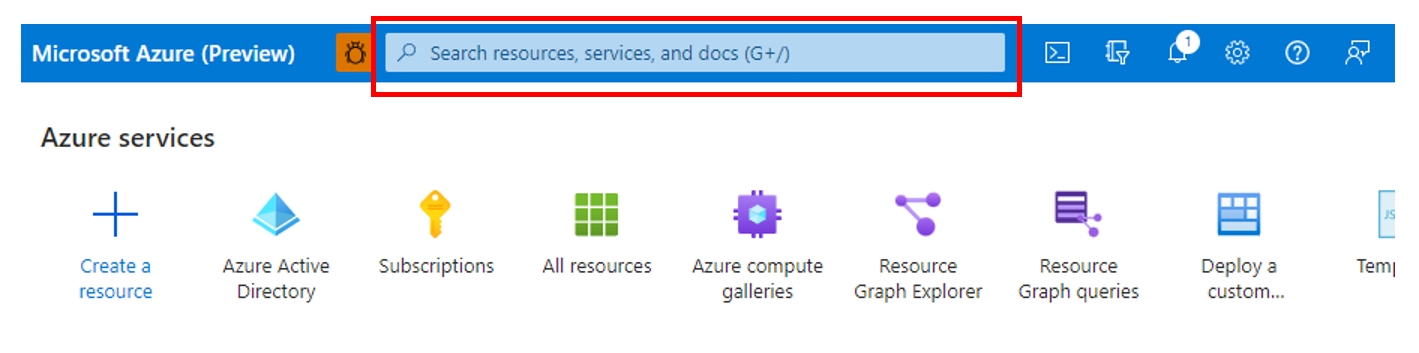 Microsoft Azure (Preview)
Search resources, services, and docs (G+/)
1
Azure services
Create a
resource
Azure Active
Directory
Subscriptions
All resources
Azure compute
galleries
Resource
Graph Explorer
Resource
Graph queries
Deploy a
custom...